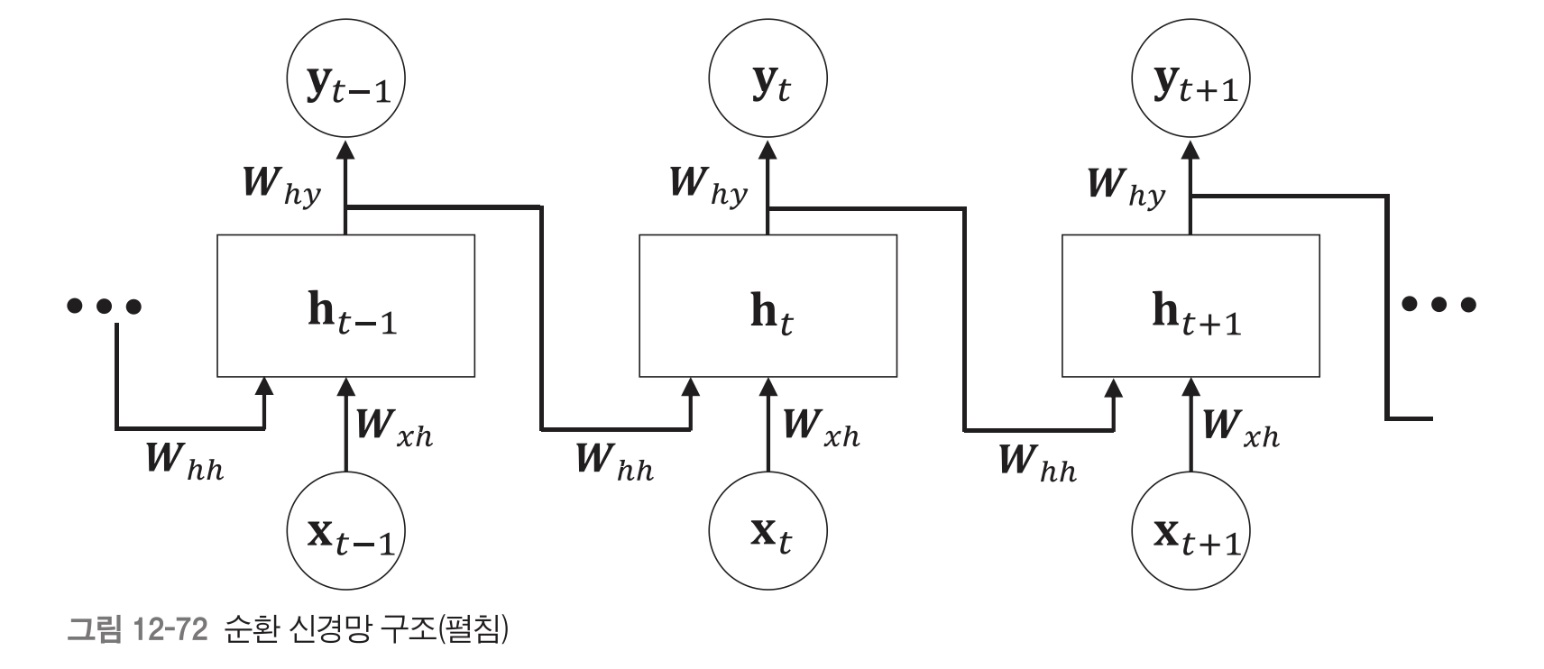 y_{t−1} y_t y_{t+1}
W_{hy} W_{hy} W_{hy}
••• h_{t−1} h_t h_{t+1} •••
W_{xh} W_{xh} W_{xh}
W_{hh} W_{hh} W_{hh}
x_{t−1} x_t x_{t+1}
그림 12-72 순환 신경망 구조(펼침)